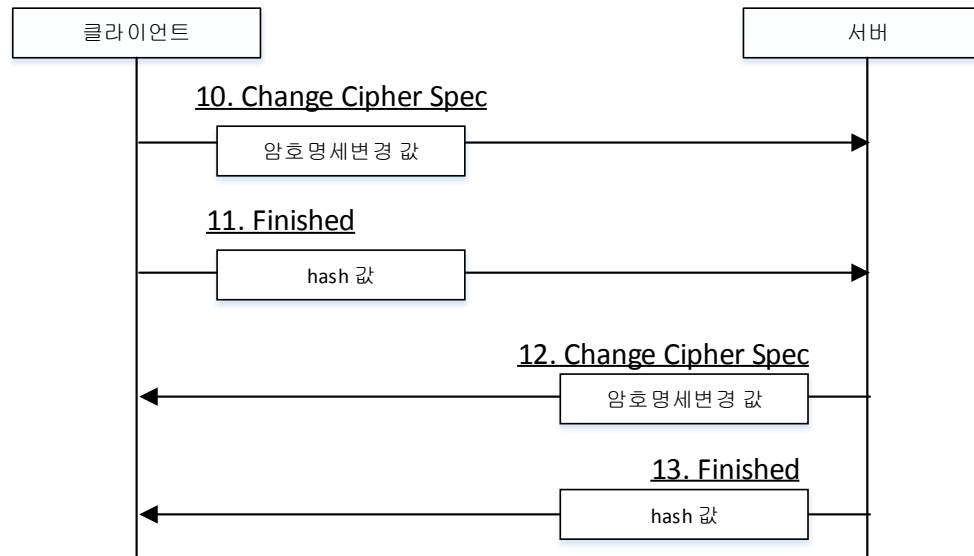 클라이언트
서버
10. Change Cipher Spec
암호명세변경 값
11. Finished
hash 값
12. Change Cipher Spec
암호명세변경 값
13. Finished
hash 값